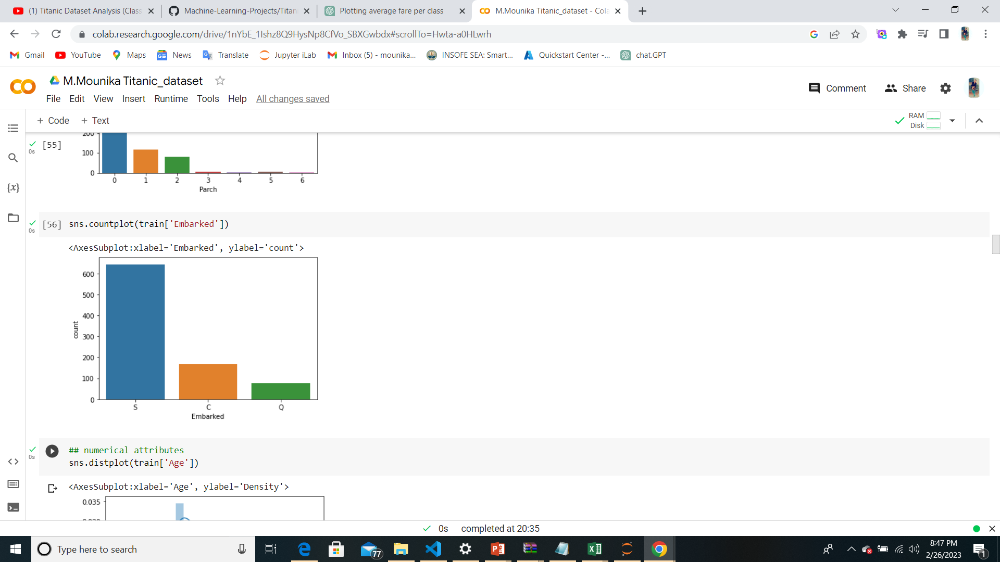 (1) Titanic Dataset Analysis (Class
Machine-Learning-Projects/Titani
Plotting average fare per class
M.Mounika Titanic_dataset - Cola
colab.research.google.com/drive/1nYbE_1Ishz8Q9HysNp8CfVo_SBXGwbdx#scrollTo=Hwta-a0HLwrh
Gmail YouTube Maps News Translate Jupyter iLab Inbox (5) - mounika... INSOFE SEA: Smart... Quickstart Center -... chat.GPT
M.Mounika Titanic_dataset
Comment Share
File Edit View Insert Runtime Tools Help All changes saved
+ Code + Text
RAM
Disk
{x}
[55]
0s
200
100
0
0 1 2 3 4 5 6
Parch
[56] sns.countplot(train['Embarked'])
0s
<AxesSubplot:xlabel='Embarked', ylabel='count'>
600
500
400
300
200
100
0
count
S C Q
Embarked
0s
## numerical attributes
sns.distplot(train['Age'])
<AxesSubplot:xlabel='Age', ylabel='Density'>
0.035
0s completed at 20:35
Type here to search
77
8:47 PM
2/26/2023
1